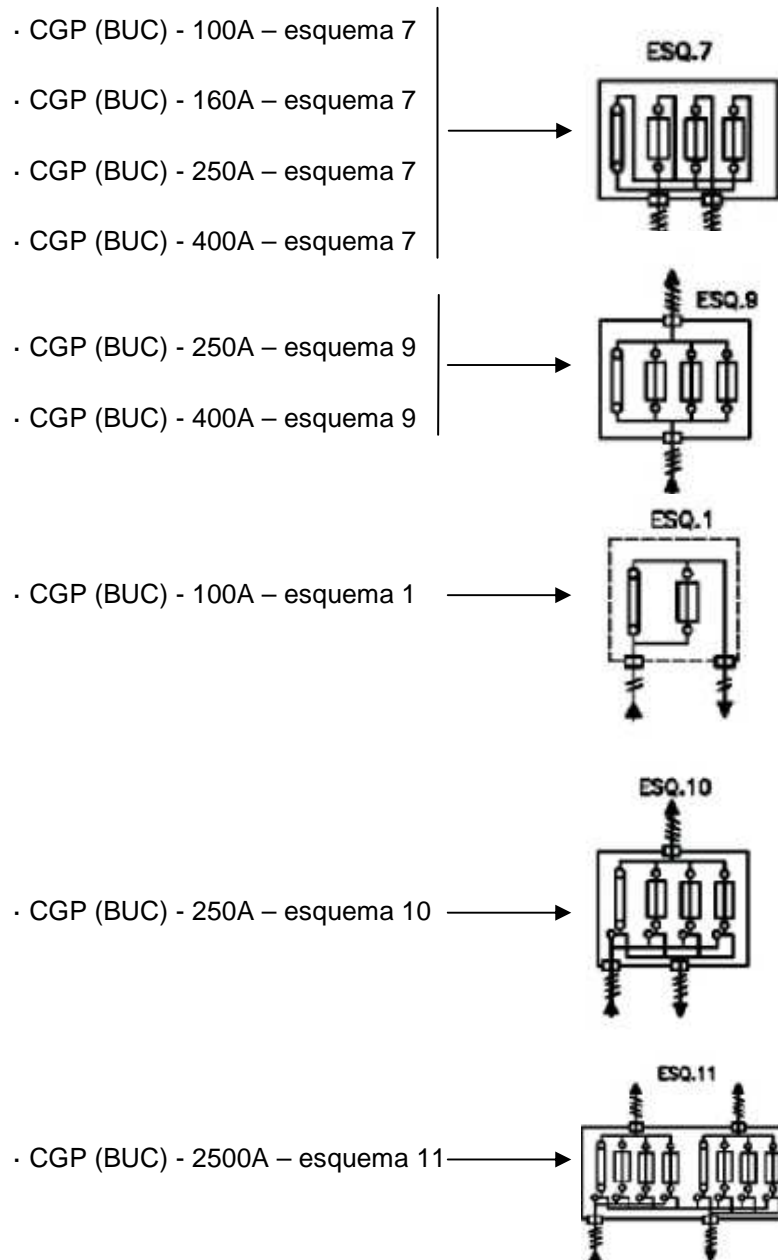 · CGP (BUC) - 100A – esquema 7
ESQ.7
· CGP (BUC) - 160A – esquema 7
· CGP (BUC) - 250A – esquema 7
· CGP (BUC) - 400A – esquema 7
ESQ.9
· CGP (BUC) - 250A – esquema 9
· CGP (BUC) - 400A – esquema 9
ESQ.1
· CGP (BUC) - 100A – esquema 1
ESQ.10
· CGP (BUC) - 250A – esquema 10
ESQ.11
· CGP (BUC) - 2500A – esquema 11